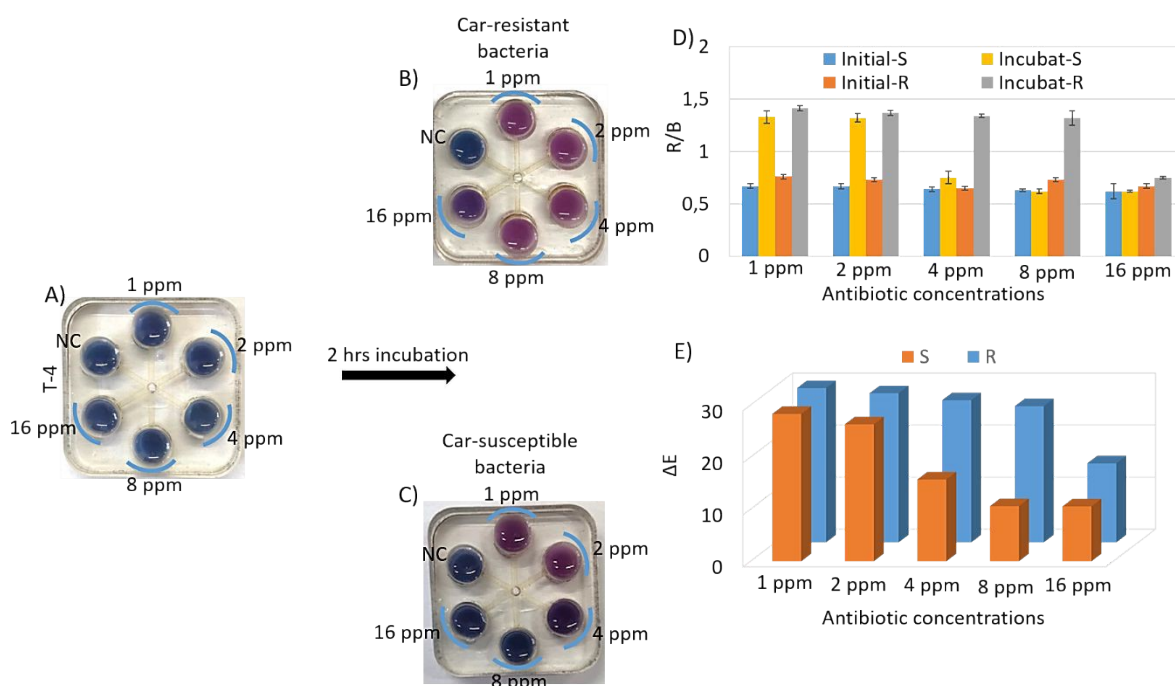 Car-resistant
bacteria
B)
1 ppm
NC
2 ppm
16 ppm
4 ppm
8 ppm
A)
1 ppm
NC
2 ppm
T-4
16 ppm
4 ppm
8 ppm
2 hrs incubation
Car-susceptible
bacteria
C)
1 ppm
NC
2 ppm
16 ppm
4 ppm
8 ppm
D)
2
1,5
1
0,5
0
R/B
Initial-S
Incubat-S
Initial-R
Incubat-R
1 ppm
2 ppm
4 ppm
8 ppm
16 ppm
Antibiotic concentrations
E)
S
R
30
20
10
0
ΔE
1 ppm
2 ppm
4 ppm
8 ppm
16 ppm
Antibiotic concentrations